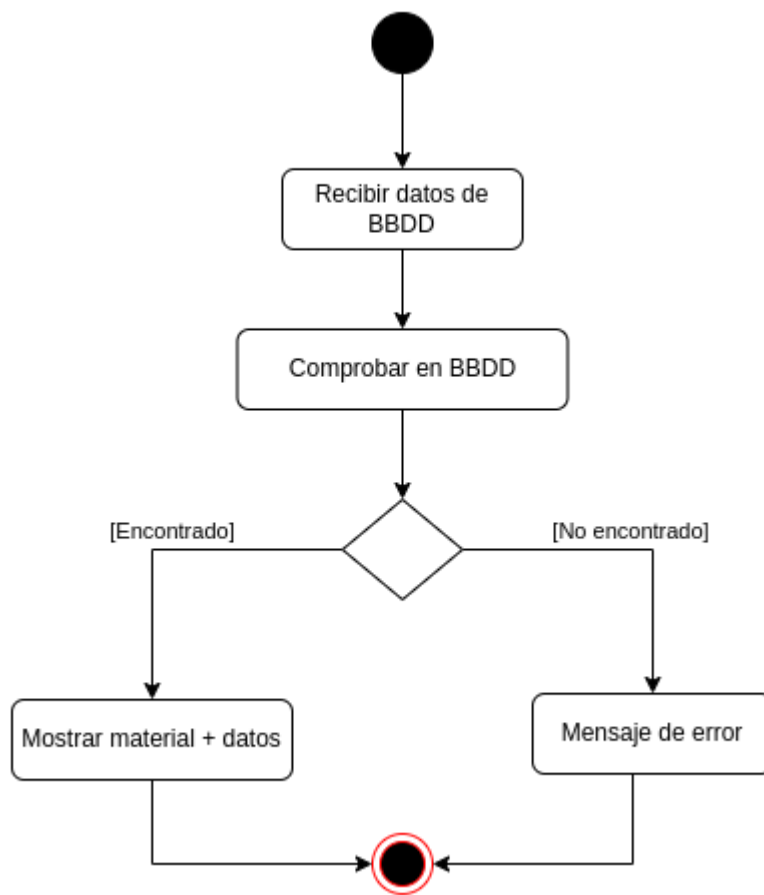 Recibir datos de
BBDD
Comprobar en BBDD
[Encontrado]
[No encontrado]
Mostrar material + datos
Mensaje de error